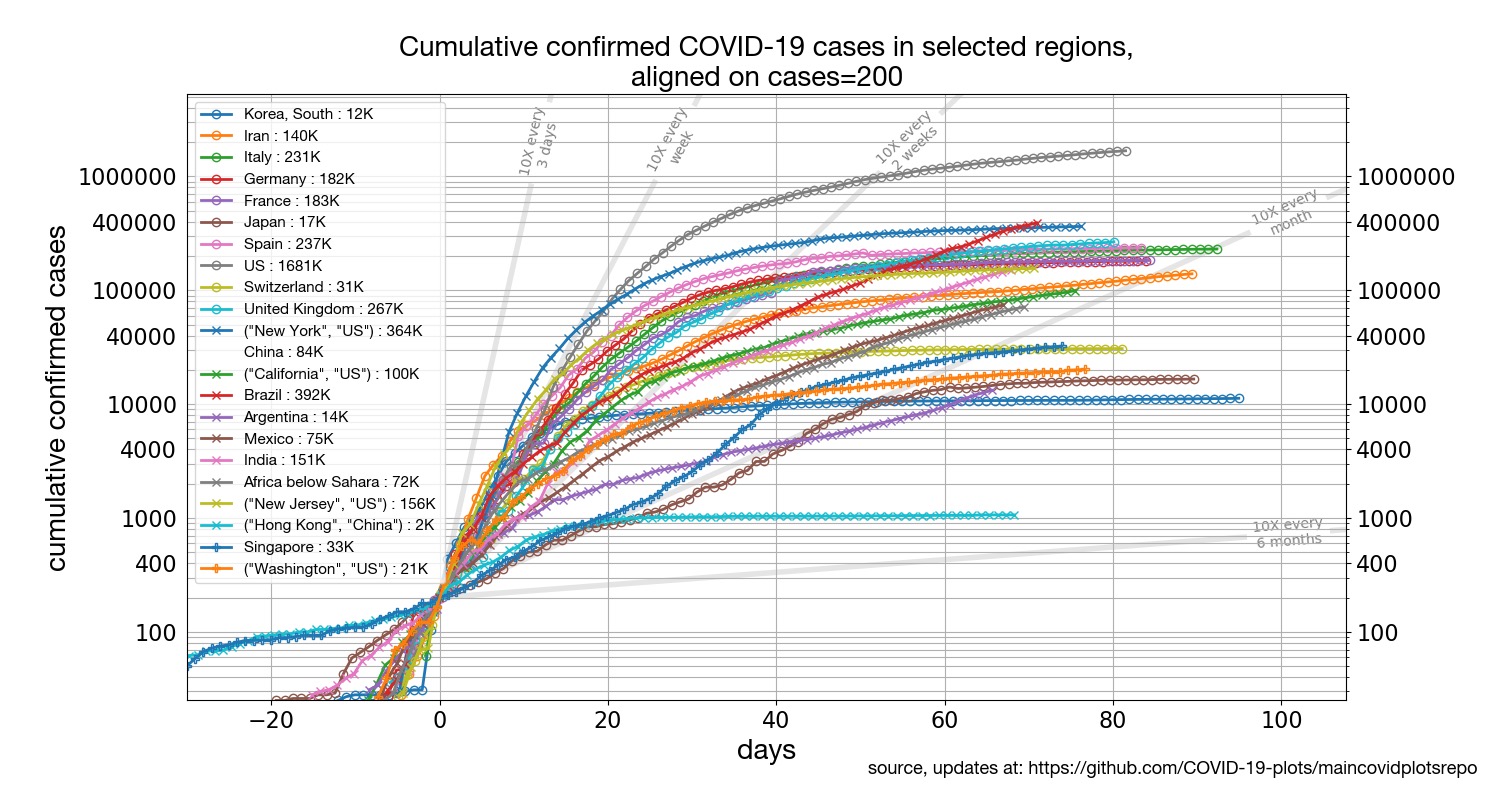 Cumulative confirmed COVID-19 cases in selected regions,
aligned on cases=200
Korea, South : 12K
Iran : 140K
Italy : 231K
Germany : 182K
France : 183K
Japan : 17K
Spain : 237K
US : 1681K
Switzerland : 31K
United Kingdom : 267K
("New York", "US") : 364K
China : 84K
("California", "US") : 100K
Brazil : 392K
Argentina : 14K
Mexico : 75K
India : 151K
Africa below Sahara : 72K
("New Jersey", "US") : 156K
("Hong Kong", "China") : 2K
Singapore : 33K
("Washington", "US") : 21K
10X every
3 days
10X every
week
10X every
2 weeks
10X every
month
10X every
6 months
cumulative confirmed cases
1000000
400000
100000
40000
10000
4000
1000
400
100
1000000
400000
100000
40000
10000
4000
1000
400
100
−20
0
20
40
60
80
100
days
source, updates at: https://github.com/COVID-19-plots/maincovidplotsrepo